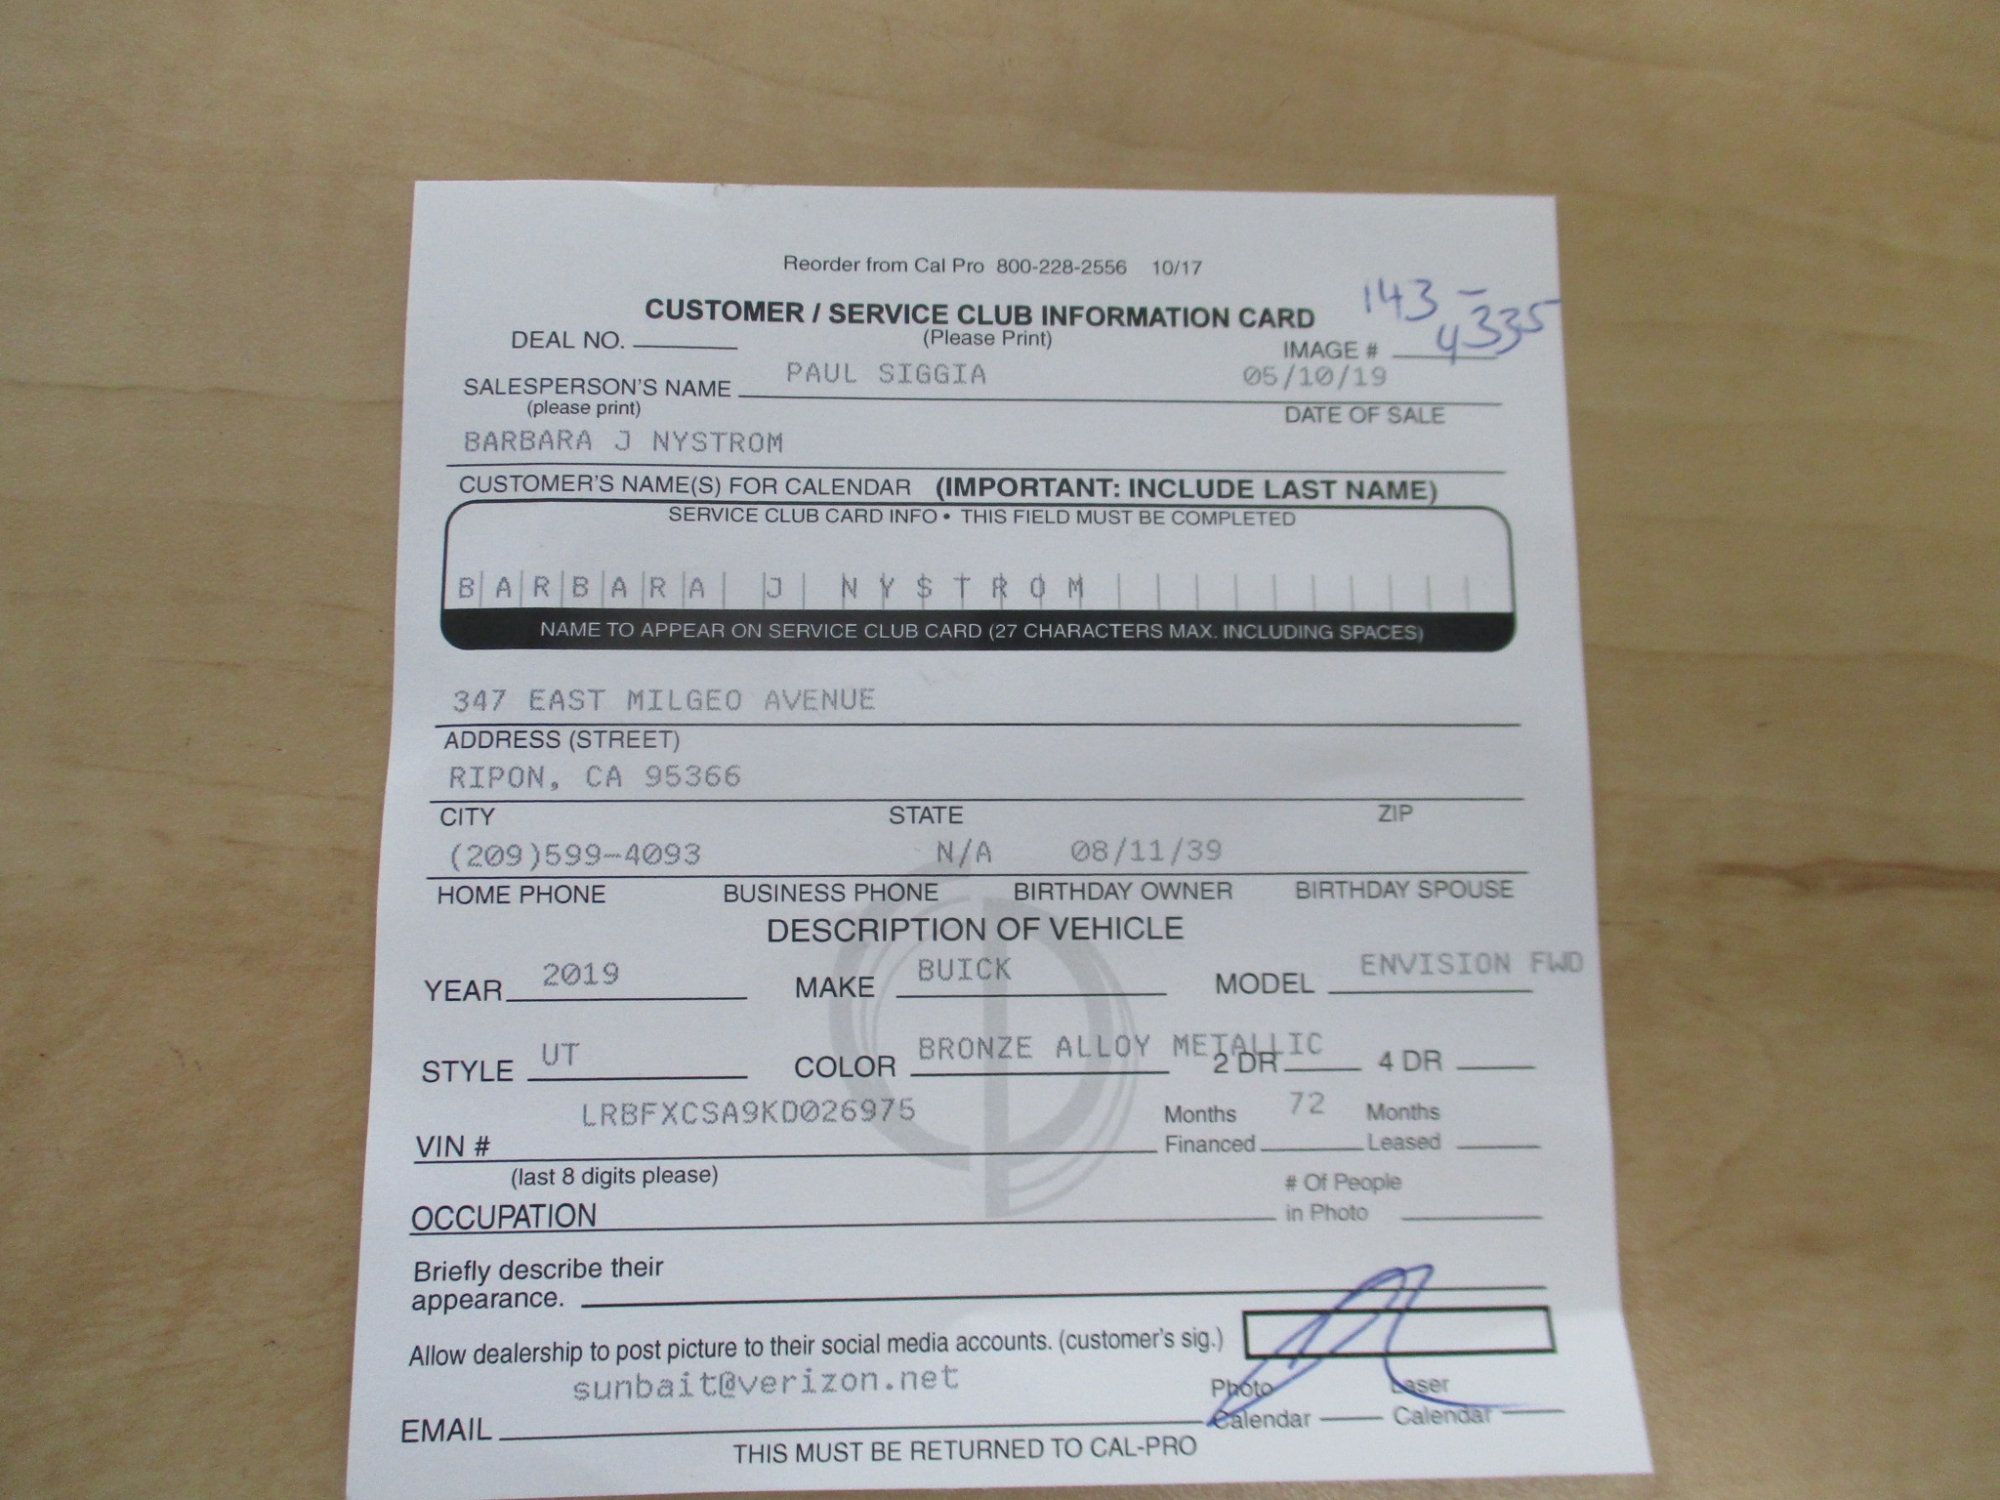 Reorder from Cal Pro 800-228-2556 10/17
CUSTOMER / SERVICE CLUB INFORMATION CARD 143-
DEAL NO. (Please Print) IMAGE # 4335
SALESPERSON'S NAME PAUL SIGGIA 05/10/19
(please print) DATE OF SALE
BARBARA J NYSTROM
CUSTOMER'S NAME(S) FOR CALENDAR (IMPORTANT: INCLUDE LAST NAME)
SERVICE CLUB CARD INFO • THIS FIELD MUST BE COMPLETED
BARBARA J NYSTROM
NAME TO APPEAR ON SERVICE CLUB CARD (27 CHARACTERS MAX. INCLUDING SPACES)
347 EAST MILGEO AVENUE
ADDRESS (STREET)
RIPON, CA 95366
CITY STATE ZIP
(209)599-4093 N/A 08/11/39
HOME PHONE BUSINESS PHONE BIRTHDAY OWNER BIRTHDAY SPOUSE
DESCRIPTION OF VEHICLE
YEAR 2019 MAKE BUICK MODEL ENVISION FWD
STYLE UT COLOR BRONZE ALLOY METALLIC 2 DR 4 DR
LRBFXCSA9KD026975 Months 72 Months
VIN # Financed Leased
(last 8 digits please) # Of People
OCCUPATION in Photo
Briefly describe their
appearance.
Allow dealership to post picture to their social media accounts. (customer's sig.)
sunbait@verizon.net Photo Laser
EMAIL Calendar Calendar
THIS MUST BE RETURNED TO CAL-PRO